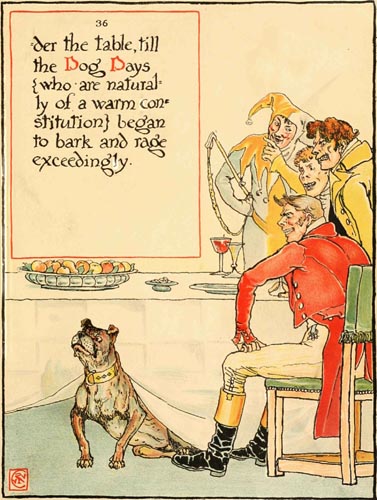 36
der the table, till
the Dog Days
{who are natural-
ly of a warm con-
stitution} began
to bark and rage
exceedingly.